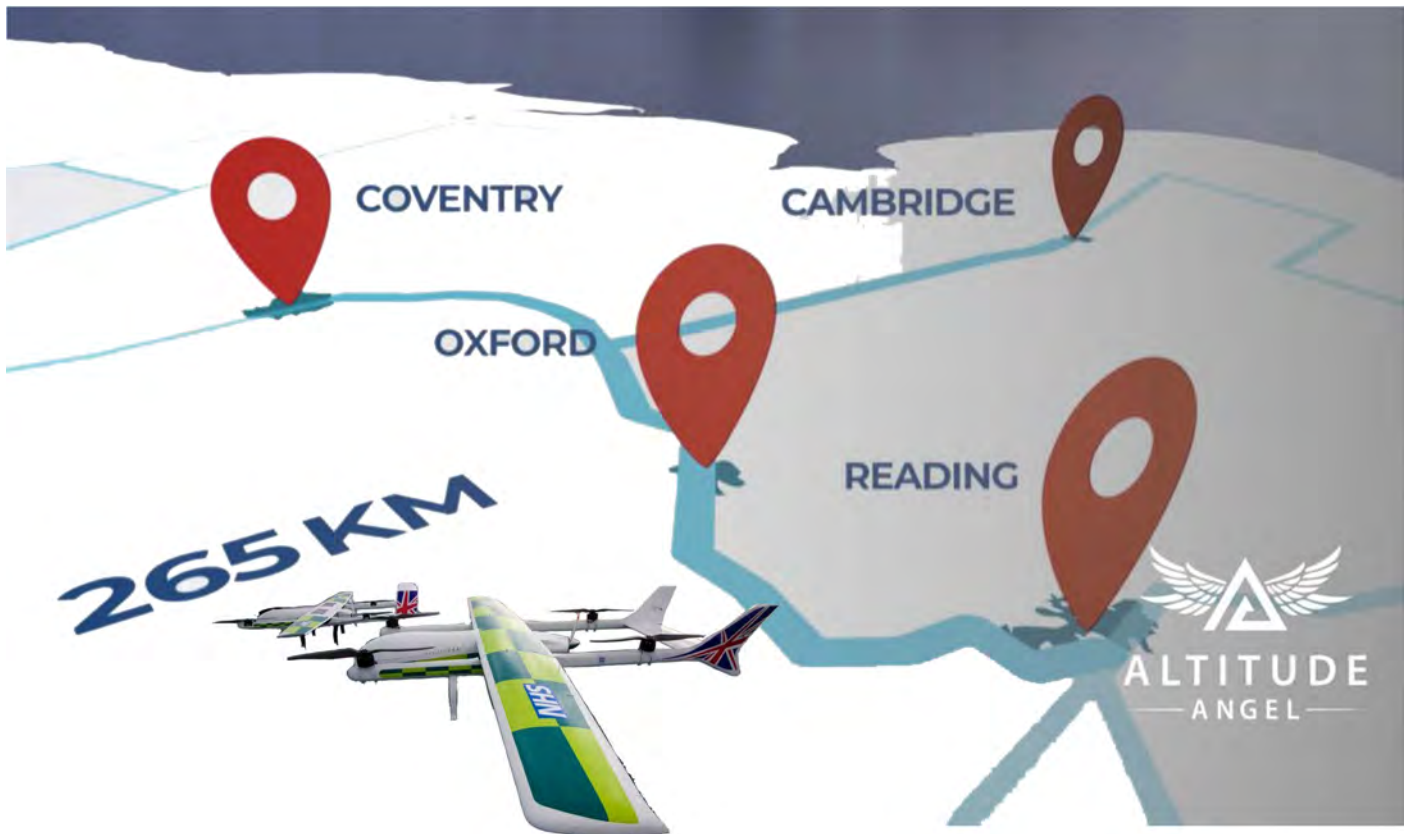 COVENTRY
CAMBRIDGE
OXFORD
READING
265 KM
NHS
ALTITUDE
ANGEL